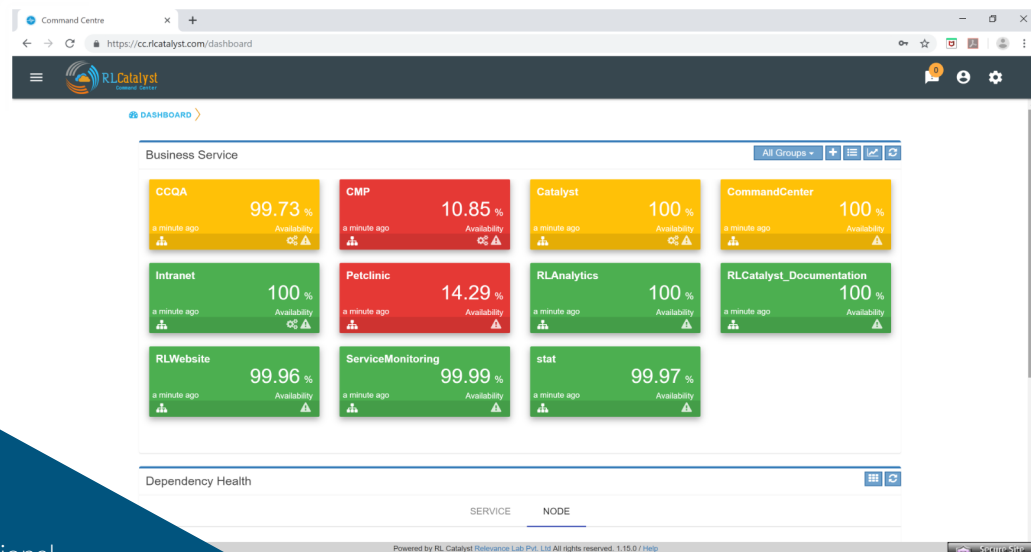 Command Centre
https://cc.rlcatalyst.com/dashboard
RLCatalyst
Command Center
0
DASHBOARD
Business Service
All Groups
CCQA
99.73 %
a minute ago Availability
CMP
10.85 %
a minute ago Availability
Catalyst
100 %
a minute ago Availability
CommandCenter
100 %
a minute ago Availability
Intranet
100 %
a minute ago Availability
Petclinic
14.29 %
a minute ago Availability
RLAnalytics
100 %
a minute ago Availability
RLCatalyst_Documentation
100 %
a minute ago Availability
RLWebsite
99.96 %
a minute ago Availability
ServiceMonitoring
99.99 %
a minute ago Availability
stat
99.97 %
a minute ago Availability
Dependency Health
SERVICE NODE
Powered by RL Catalyst Relevance Lab Pvt. Ltd All rights reserved. 1.15.0 / Help
Secure Site